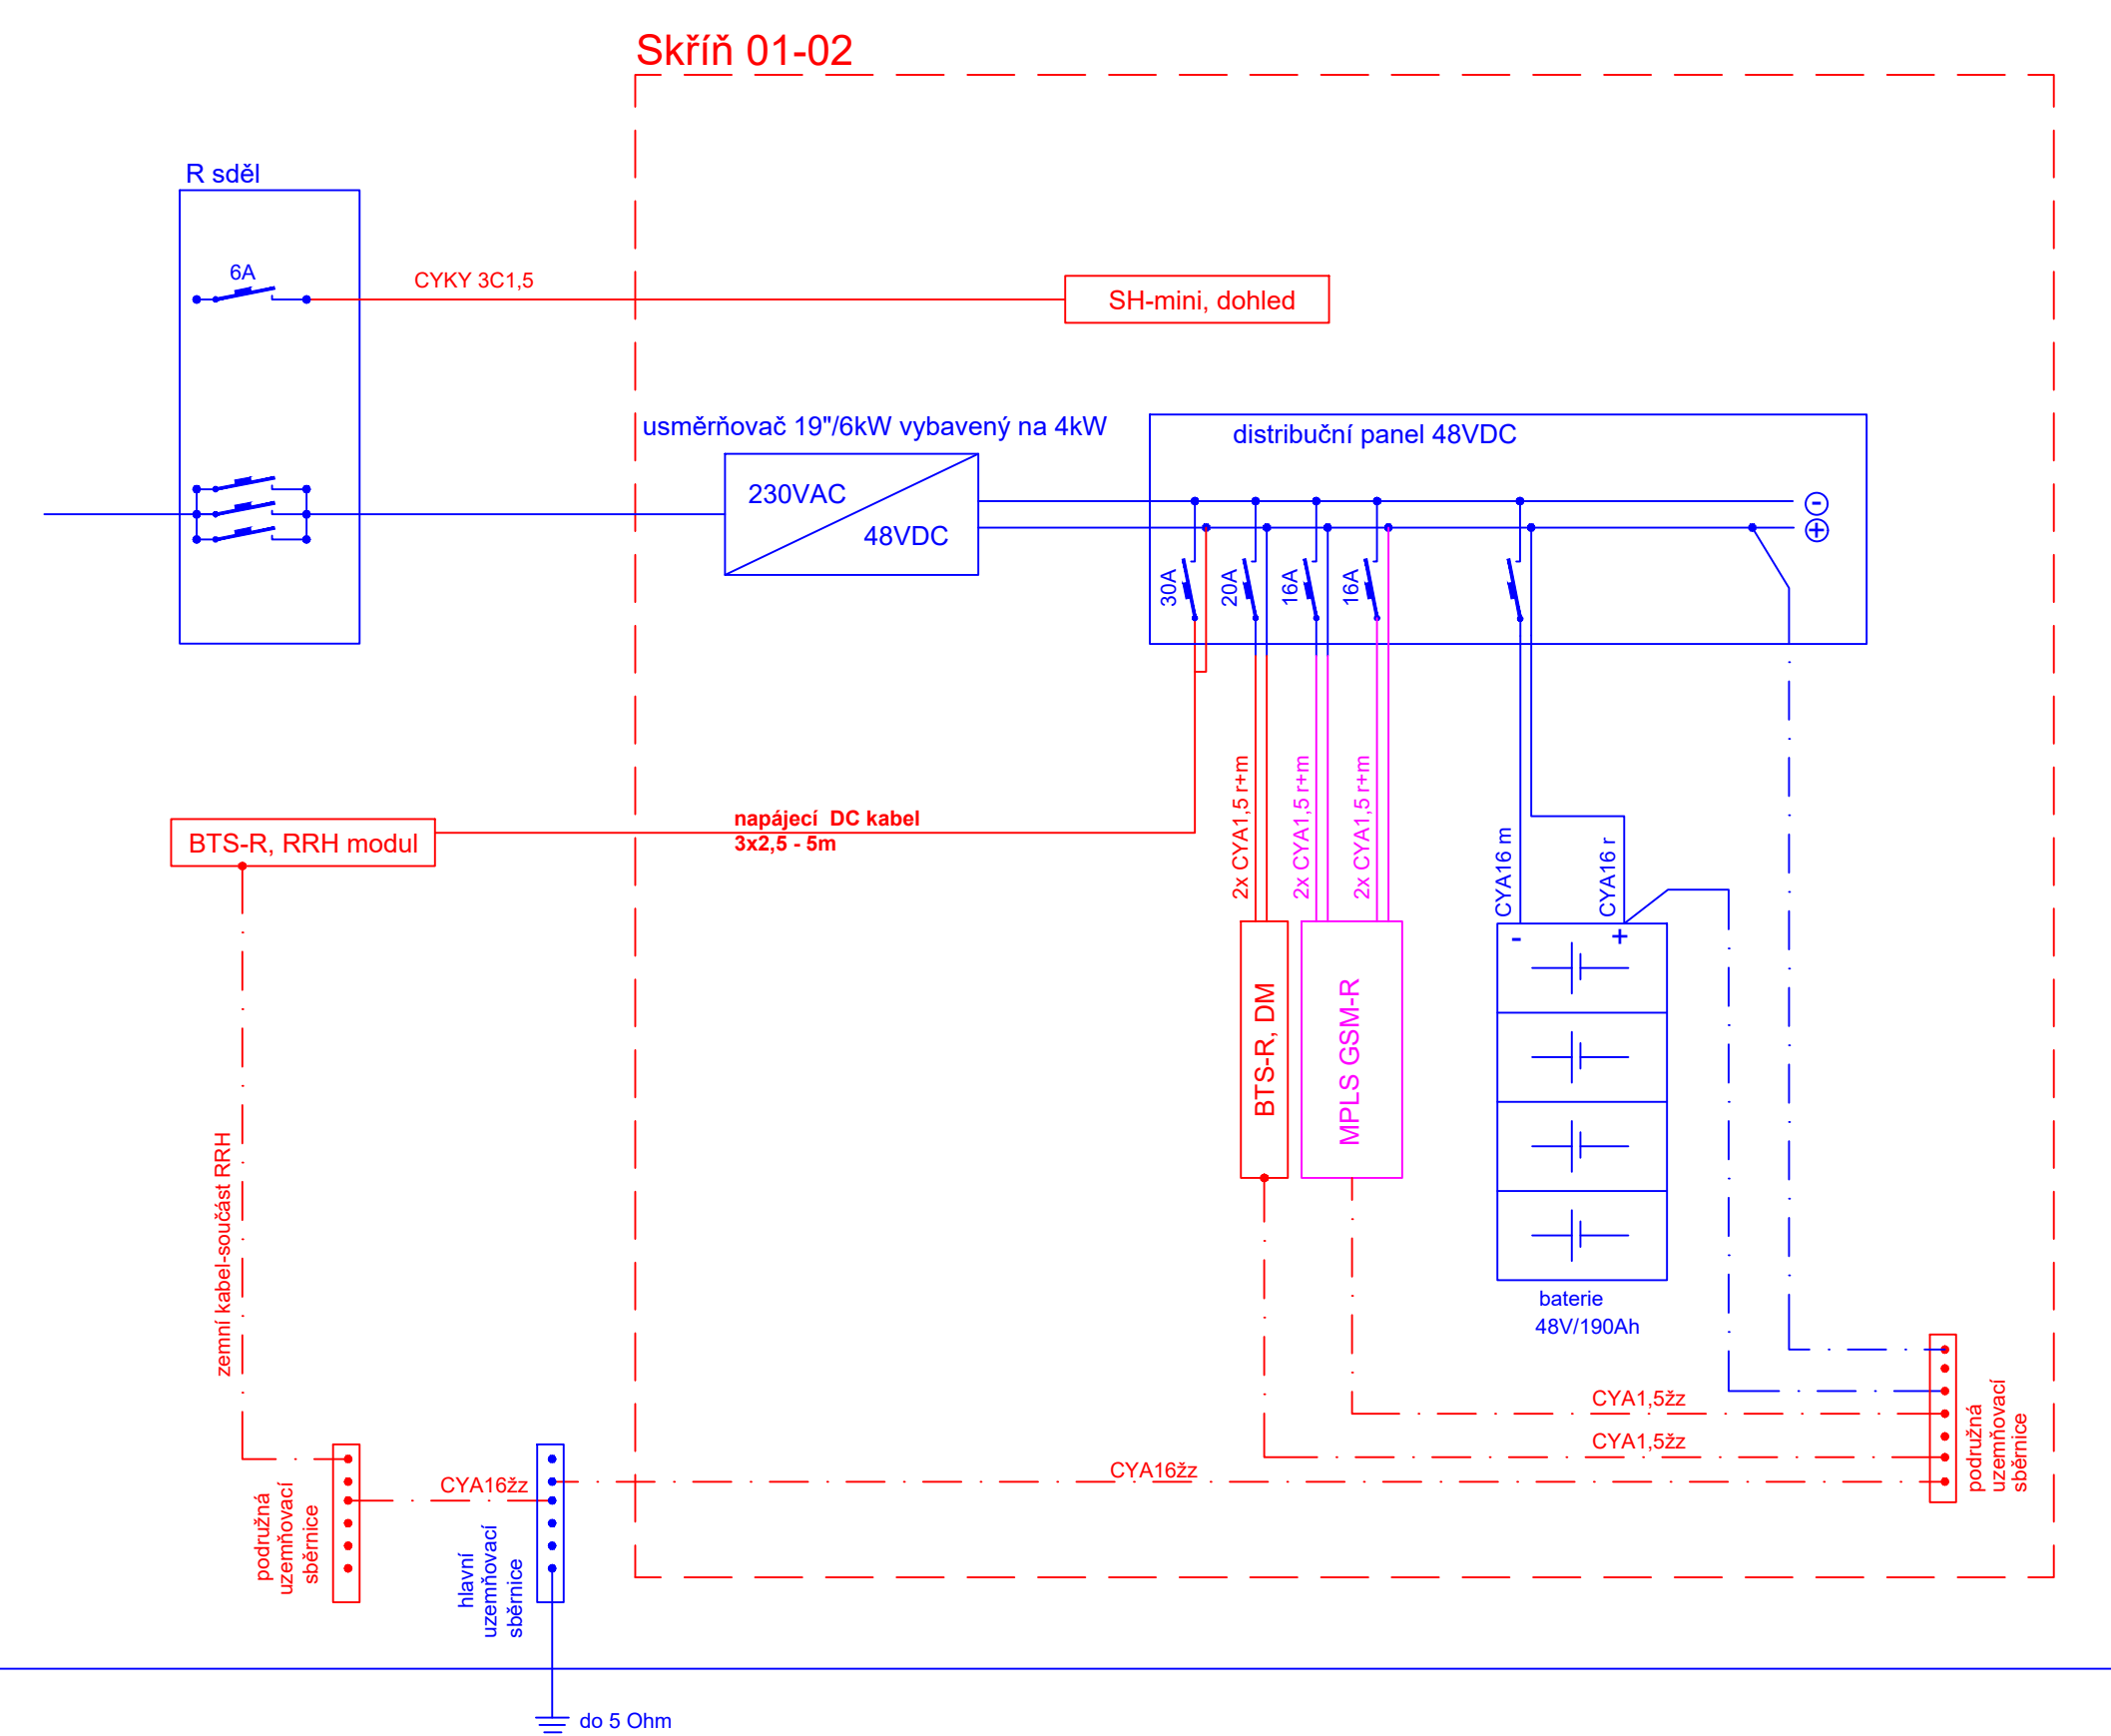 Skříň 01-02
R sděl
6A
CYKY 3C1,5
SH-mini, dohled
usměrňovač 19"/6kW vybavený na 4kW
distribuční panel 48VDC
230VAC
48VDC
-
+
30A
20A
16A
16A
napájecí  DC kabel
3x2,5 - 5m
BTS-R, RRH modul
2x CYA1,5 r+m
2x CYA1,5 r+m
2x CYA1,5 r+m
CYA16 m
CYA16 r
-
+
BTS-R, DM
MPLS GSM-R
baterie
48V/190Ah
zemní kabel-součást RRH
CYA1,5žz
CYA1,5žz
CYA16žz
CYA16žz
podružná
uzemňovací
sběrnice
podružná
uzemňovací
sběrnice
hlavní
uzemňovací
sběrnice
do 5 Ohm